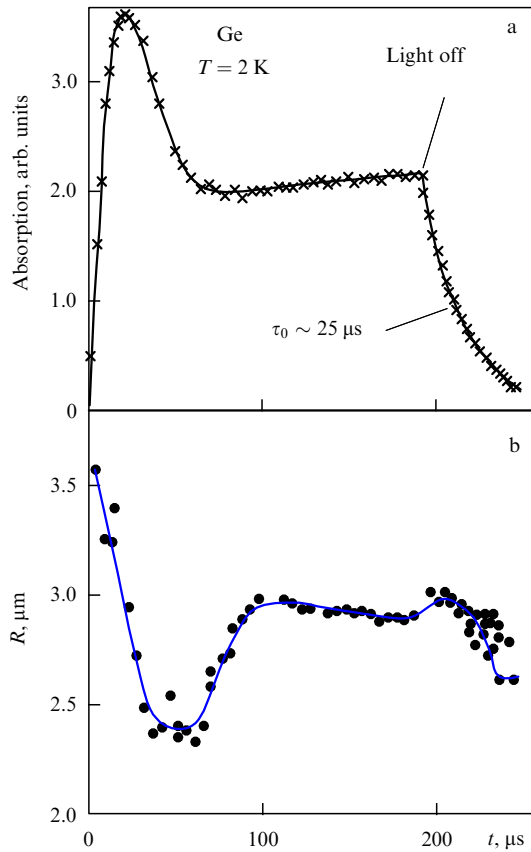 a
Ge
T = 2 K
Light off
Absorption, arb. units
3.0
2.0
1.0
0
τ₀ ∼ 25 μs
100
200
b
R, μm
3.5
3.0
2.5
2.0
0
100
200
t, μs